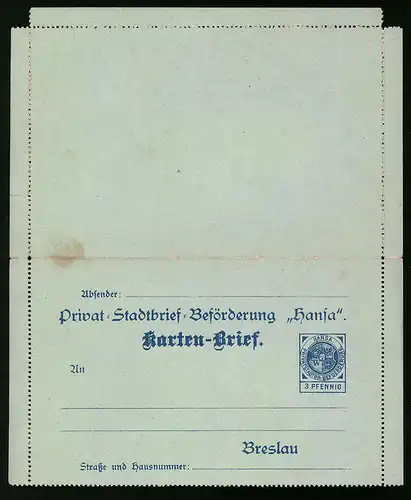 Absender:
Privat-Stadtbrief-Beförderung „Hansa“.
Karten-Brief.
An
HANSA
3 PFENNIG
Breslau
Straße und Hausnummer: